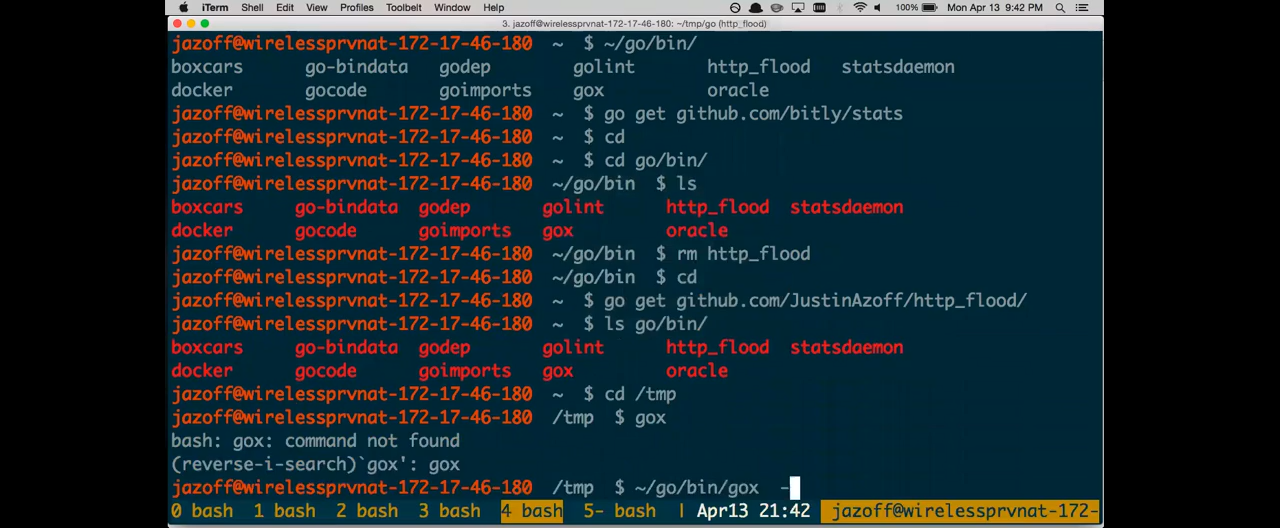 iTerm Shell Edit View Profiles Toolbelt Window Help 100% Mon Apr 13 9:42 PM
3. jazoff@wirelessprvnat-172-17-46-180: ~/tmp/go (http_flood)
jazoff@wirelessprvnat-172-17-46-180 ~ $ ~/go/bin/
boxcars go-bindata godep golint http_flood statsdaemon
docker gocode goimports gox oracle
jazoff@wirelessprvnat-172-17-46-180 ~ $ go get github.com/bitly/stats
jazoff@wirelessprvnat-172-17-46-180 ~ $ cd
jazoff@wirelessprvnat-172-17-46-180 ~ $ cd go/bin/
jazoff@wirelessprvnat-172-17-46-180 ~/go/bin $ ls
boxcars go-bindata godep golint http_flood statsdaemon
docker gocode goimports gox oracle
jazoff@wirelessprvnat-172-17-46-180 ~/go/bin $ rm http_flood
jazoff@wirelessprvnat-172-17-46-180 ~/go/bin $ cd
jazoff@wirelessprvnat-172-17-46-180 ~ $ go get github.com/JustinAzoff/http_flood/
jazoff@wirelessprvnat-172-17-46-180 ~ $ ls go/bin/
boxcars go-bindata godep golint http_flood statsdaemon
docker gocode goimports gox oracle
jazoff@wirelessprvnat-172-17-46-180 ~ $ cd /tmp
jazoff@wirelessprvnat-172-17-46-180 /tmp $ gox
bash: gox: command not found
(reverse-i-search)`gox': gox
jazoff@wirelessprvnat-172-17-46-180 /tmp $ ~/go/bin/gox -
0 bash 1 bash 2 bash 3 bash 4 bash 5- bash | Apr13 21:42 jazoff@wirelessprvnat-172-